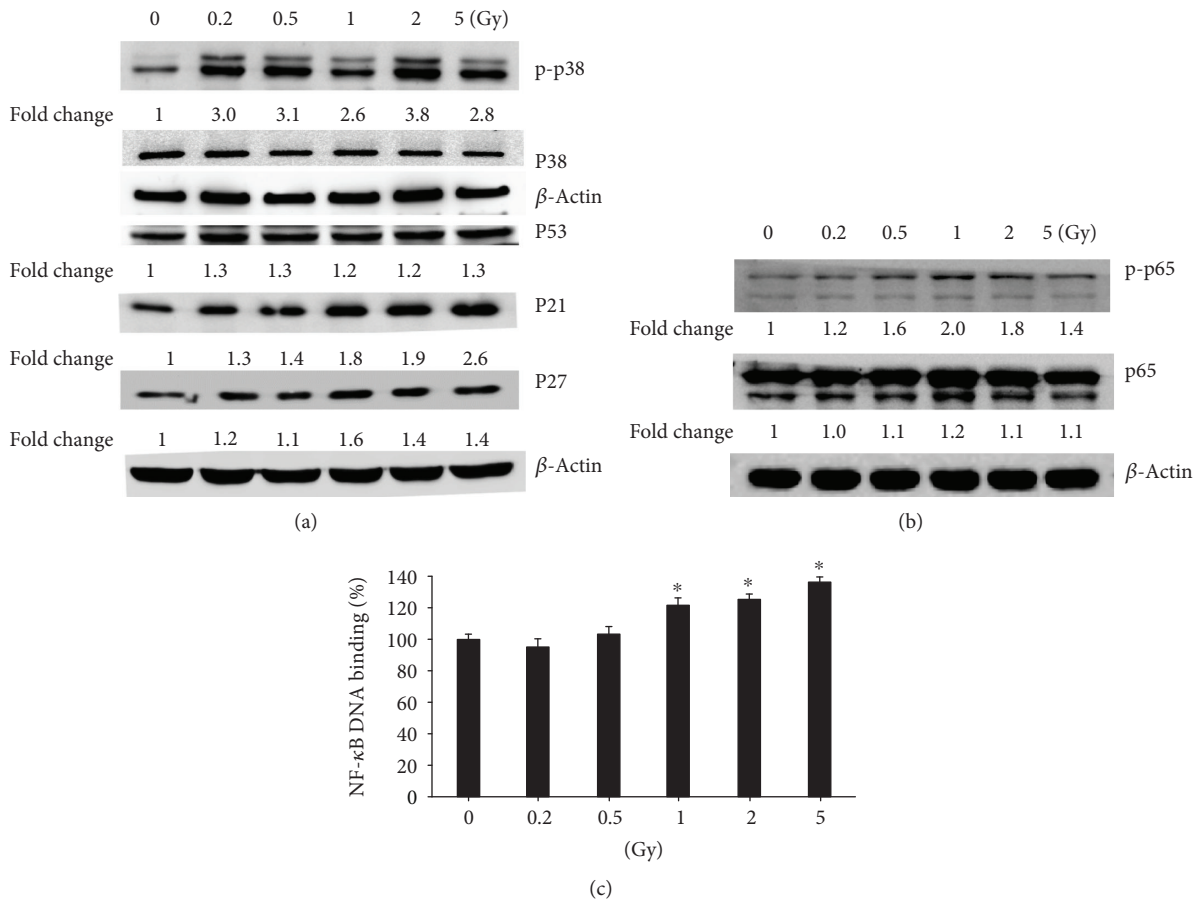 0 0.2 0.5 1 2 5 (Gy)
p-p38
Fold change 1 3.0 3.1 2.6 3.8 2.8
P38
β-Actin
P53
Fold change 1 1.3 1.3 1.2 1.2 1.3
P21
Fold change 1 1.3 1.4 1.8 1.9 2.6
P27
Fold change 1 1.2 1.1 1.6 1.4 1.4
β-Actin
(a)
0 0.2 0.5 1 2 5 (Gy)
p-p65
Fold change 1 1.2 1.6 2.0 1.8 1.4
p65
Fold change 1 1.0 1.1 1.2 1.1 1.1
β-Actin
(b)
NF-κB DNA binding (%)
140
120
100
80
60
40
20
0
* * *
0 0.2 0.5 1 2 5
(Gy)
(c)